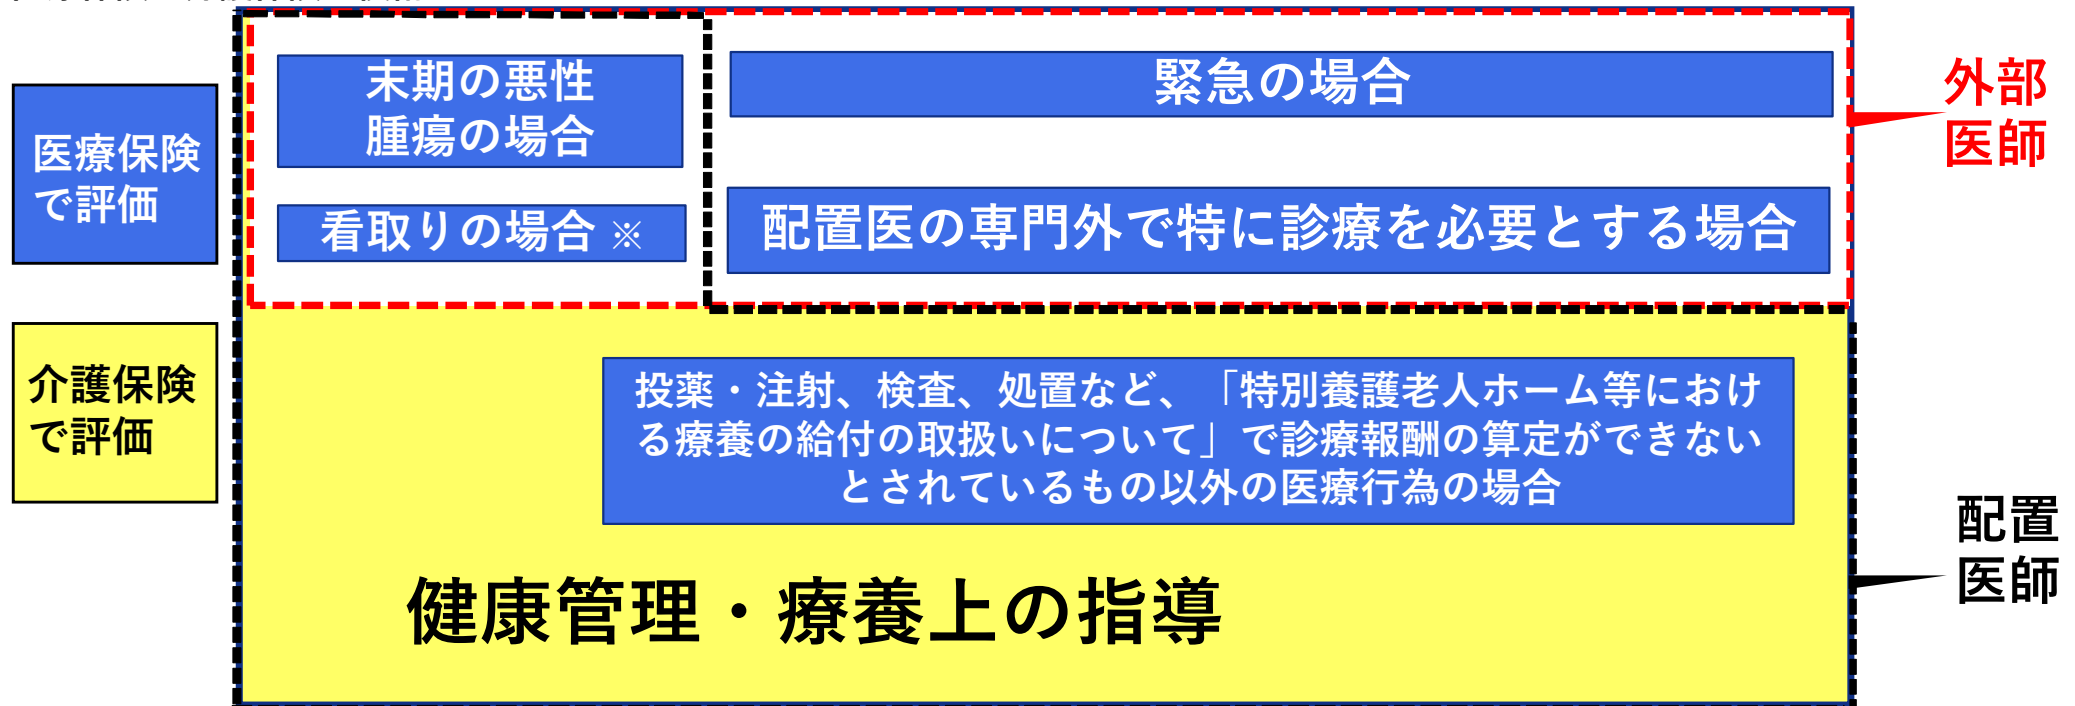 医療保険
で評価
介護保険
で評価
末期の悪性
腫瘍の場合
看取りの場合 ※
緊急の場合
配置医の専門外で特に診療を必要とする場合
投薬・注射、検査、処置など、「特別養護老人ホーム等におけ
る療養の給付の取扱いについて」で診療報酬の算定ができない
とされているもの以外の医療行為の場合
健康管理・療養上の指導
外部
医師
配置
医師